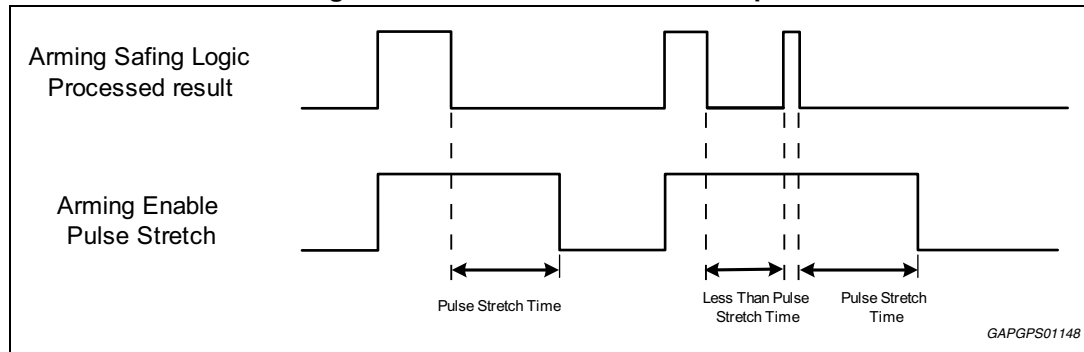 Arming Safing Logic
Processed result
Arming Enable
Pulse Stretch
Pulse Stretch Time
Less Than Pulse
Stretch Time
Pulse Stretch
Time
GAPGPS01148